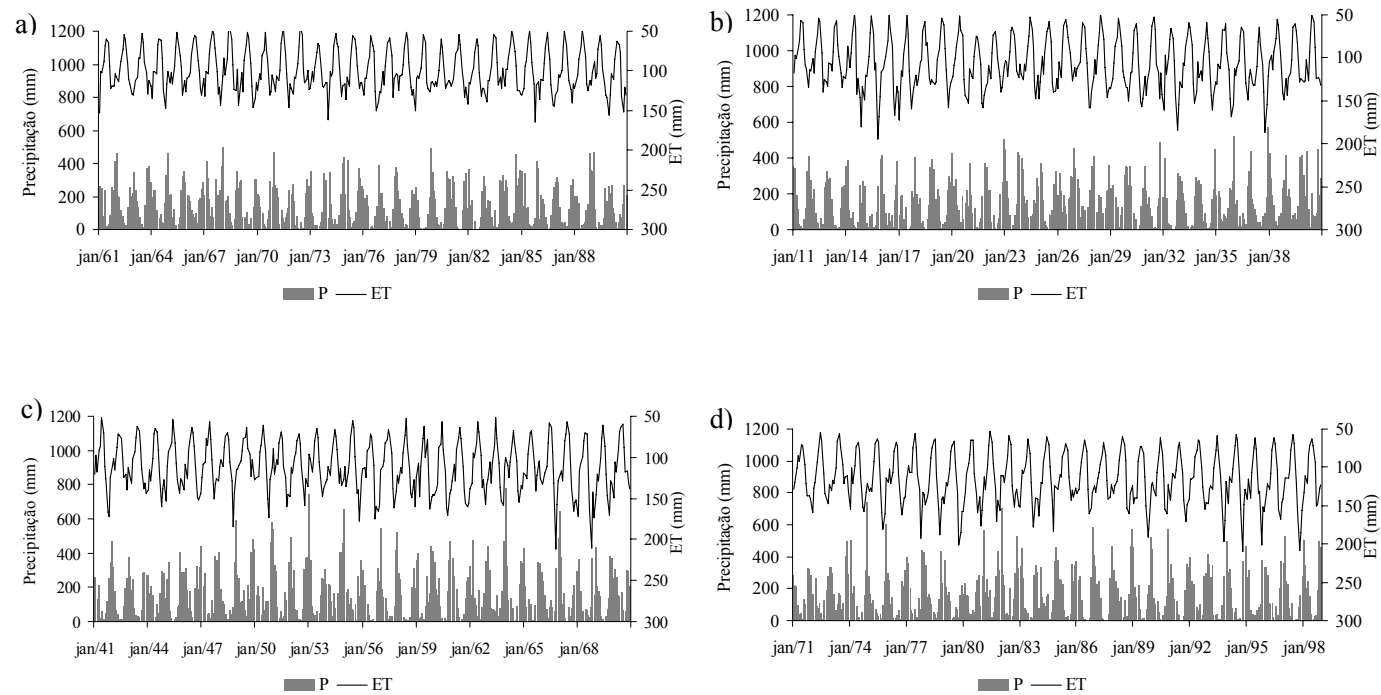 a)
1200
1000
800
600
400
200
0
Precipitação (mm)
50
100
150
200
250
300
ET (mm)
jan/61 jan/64 jan/67 jan/70 jan/73 jan/76 jan/79 jan/82 jan/85 jan/88
P ET
b)
1200
1000
800
600
400
200
0
Precipitação (mm)
50
100
150
200
250
300
ET (mm)
jan/11 jan/14 jan/17 jan/20 jan/23 jan/26 jan/29 jan/32 jan/35 jan/38
P ET
c)
1200
1000
800
600
400
200
0
Precipitação (mm)
50
100
150
200
250
300
ET (mm)
jan/41 jan/44 jan/47 jan/50 jan/53 jan/56 jan/59 jan/62 jan/65 jan/68
P ET
d)
1200
1000
800
600
400
200
0
Precipitação (mm)
50
100
150
200
250
300
ET (mm)
jan/71 jan/74 jan/77 jan/80 jan/83 jan/86 jan/89 jan/92 jan/95 jan/98
P ET